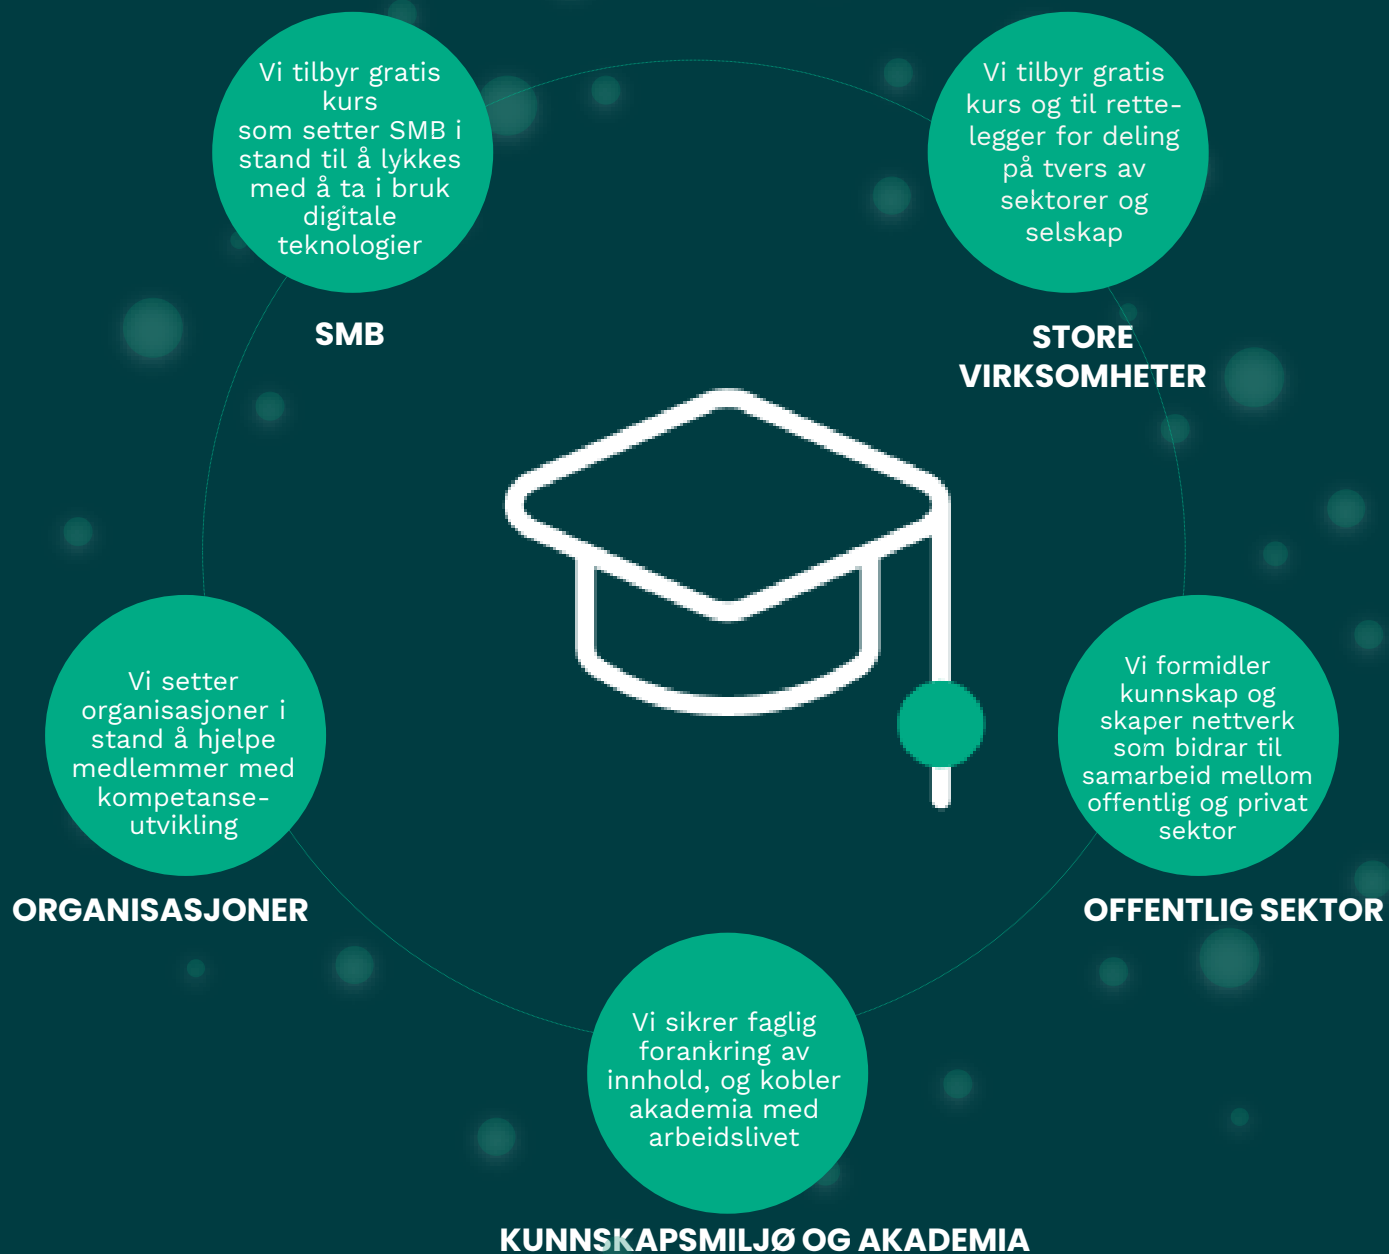 Vi tilbyr gratis
kurs
som setter SMB i
stand til å lykkes
med å ta i bruk
digitale
teknologier
SMB
Vi tilbyr gratis
kurs og til rette-
legger for deling
på tvers av
sektorer og
selskap
STORE
VIRKSOMHETER
Vi setter
organisasjoner i
stand å hjelpe
medlemmer med
kompetanse-
utvikling
ORGANISASJONER
Vi formidler
kunnskap og
skaper nettverk
som bidrar til
samarbeid mellom
offentlig og privat
sektor
OFFENTLIG SEKTOR
Vi sikrer faglig
forankring av
innhold, og kobler
akademia med
arbeidslivet
KUNNSKAPSMILJØ OG AKADEMIA